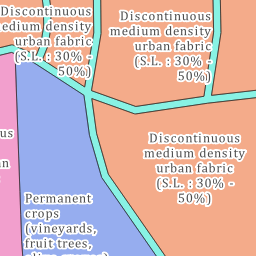 Discontinuous
medium density
urban fabric
(S.L. : 30% -
50%)
Discontinuous
medium density
urban fabric
(S.L. : 30% -
50%)
Discontinuous
medium density
urban fabric
(S.L. : 30% -
50%)
Permanent
crops
(vineyards,
fruit trees,